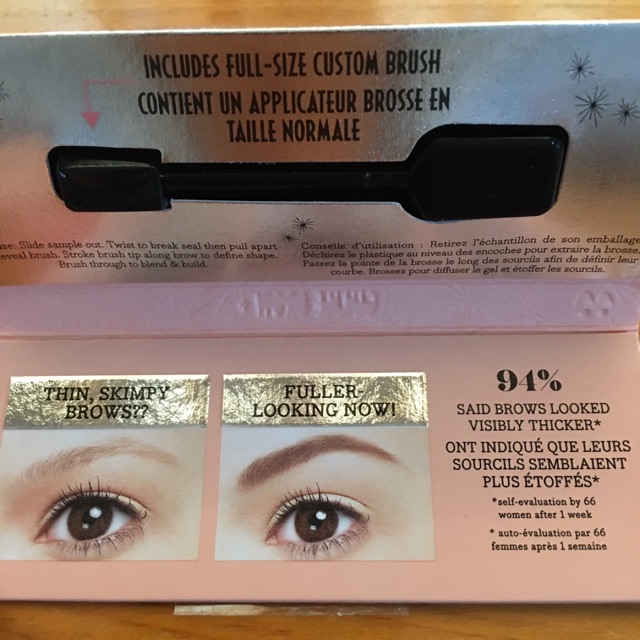 INCLUDES FULL-SIZE CUSTOM BRUSH
CONTIENT UN APPLICATEUR BROSSE EN
TAILLE NORMALE
use: Slide sample out. Twist to break seal then pull apart
eveal brush. Stroke brush tip along brow to define shape.
Brush through to blend & build.
Conseils d'utilisation : Retirez l'échantillon de son emballage
Déchirez le plastique au niveau des encoches pour extraire la brosse.
Passez la pointe de la brosse le long des sourcils afin de définir leur
courbe. Brossez pour diffuser le gel et étoffer les sourcils.
THIN, SKIMPY
BROWS??
FULLER-
LOOKING NOW!
94%
SAID BROWS LOOKED
VISIBLY THICKER*
ONT INDIQUÉ QUE LEURS
SOURCILS SEMBLAIENT
PLUS ÉTOFFÉS*
*self-evaluation by 66
women after 1 week
* auto-évaluation par 66
femmes après 1 semaine